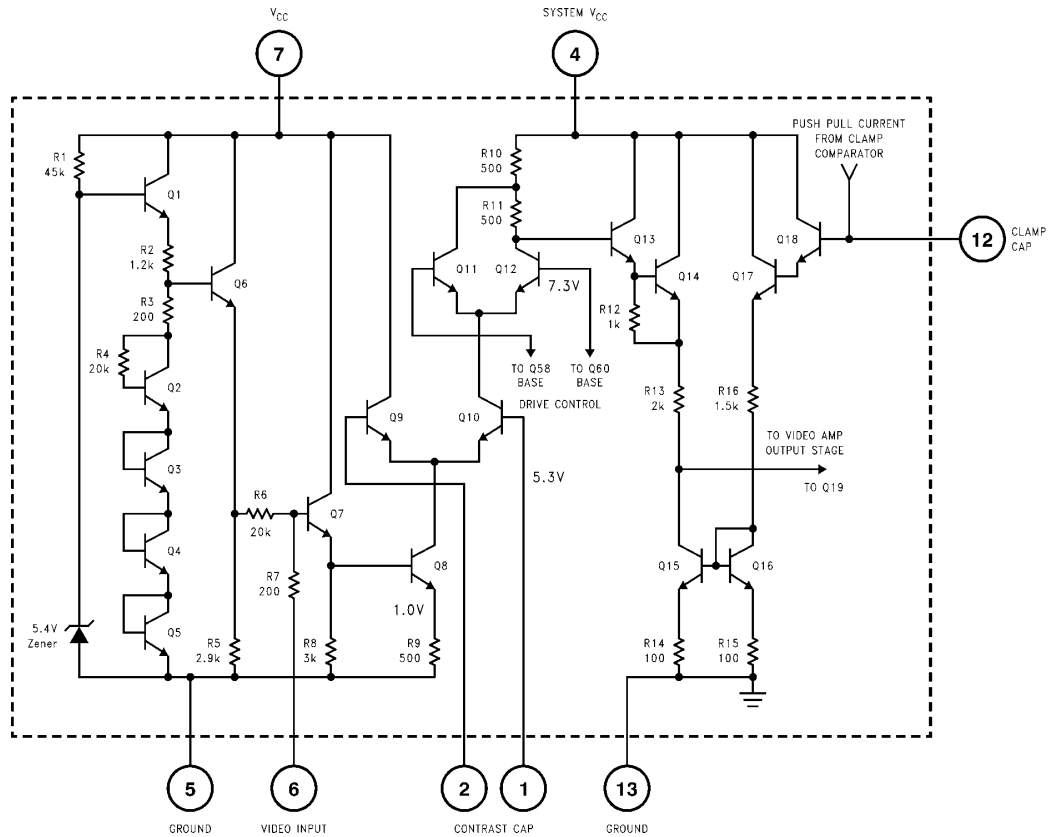 V_CC
SYSTEM V_CC
7
4
PUSH PULL CURRENT
FROM CLAMP
COMPARATOR
R1
45k
Q1
R10
500
R11
500
R2
1.2k
Q6
Q11
Q12
7.3V
Q13
Q14
Q17
Q18
12
CLAMP
CAP
R3
200
R4
20k
Q2
R12
1k
TO Q58
BASE
TO Q60
BASE
DRIVE CONTROL
R13
2k
R16
1.5k
Q9
Q10
Q3
TO VIDEO AMP
OUTPUT STAGE
TO Q19
5.3V
R6
20k
Q7
Q4
Q8
Q15
Q16
R7
200
1.0V
5.4V
Zener
Q5
R5
2.9k
R8
3k
R9
500
R14
100
R15
100
5
6
2
1
13
GROUND
VIDEO INPUT
CONTRAST CAP
GROUND